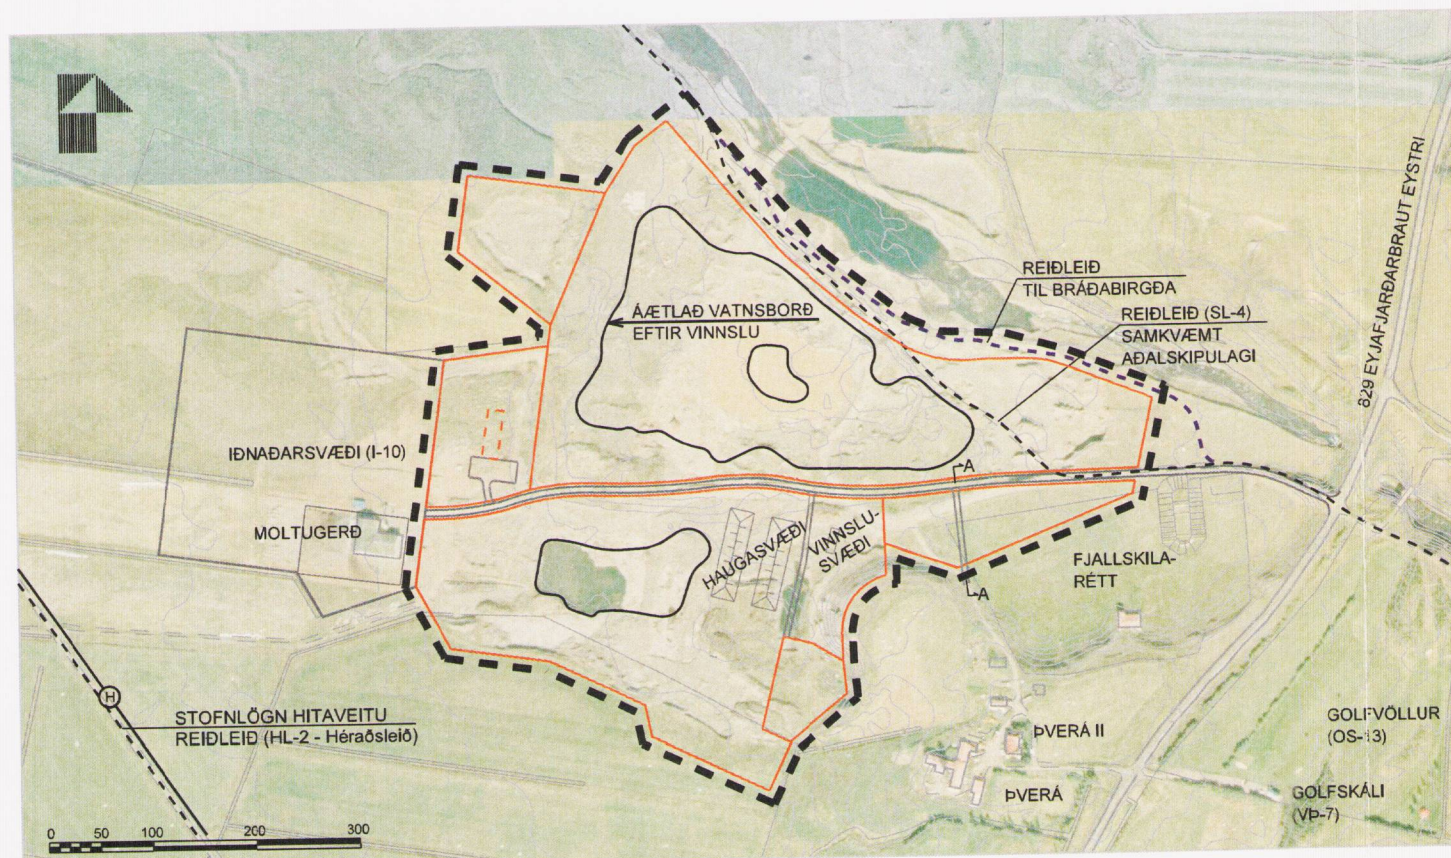 829 EYJAFJARÐARBRAUT EYSTRI
REIÐLEIÐ
TIL BRÁÐABIRGÐA
REIÐLEIÐ (SL-4)
SAMKVÆMT
AÐALSKIPULAGI
ÁÆTLAÐ VATNSBORÐ
EFTIR VINNSLU
IÐNAÐARSVÆÐI (I-10)
A
MOLTUGERÐ
HAUGASVÆÐI
VINNSLU-
SVÆÐI
FJALLSKILA-
RÉTT
A
H
STOFNLÖGN HITAVEITU
REIÐLEIÐ (HL-2 - Héraðsleið)
ÞVERÁ II
ÞVERÁ
GOLFVÖLLUR
(OS-13)
GOLFSKÁLI
(VÞ-7)
0 50 100 200 300